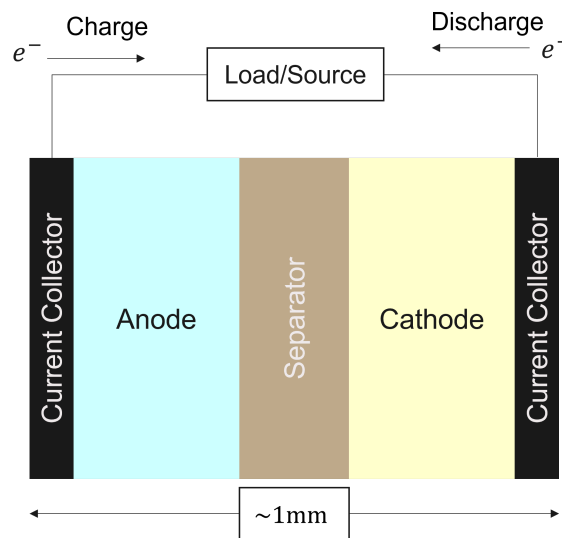 Charge
Discharge
e⁻
e⁻
Load/Source
Current Collector
Anode
Separator
Cathode
Current Collector
~1mm